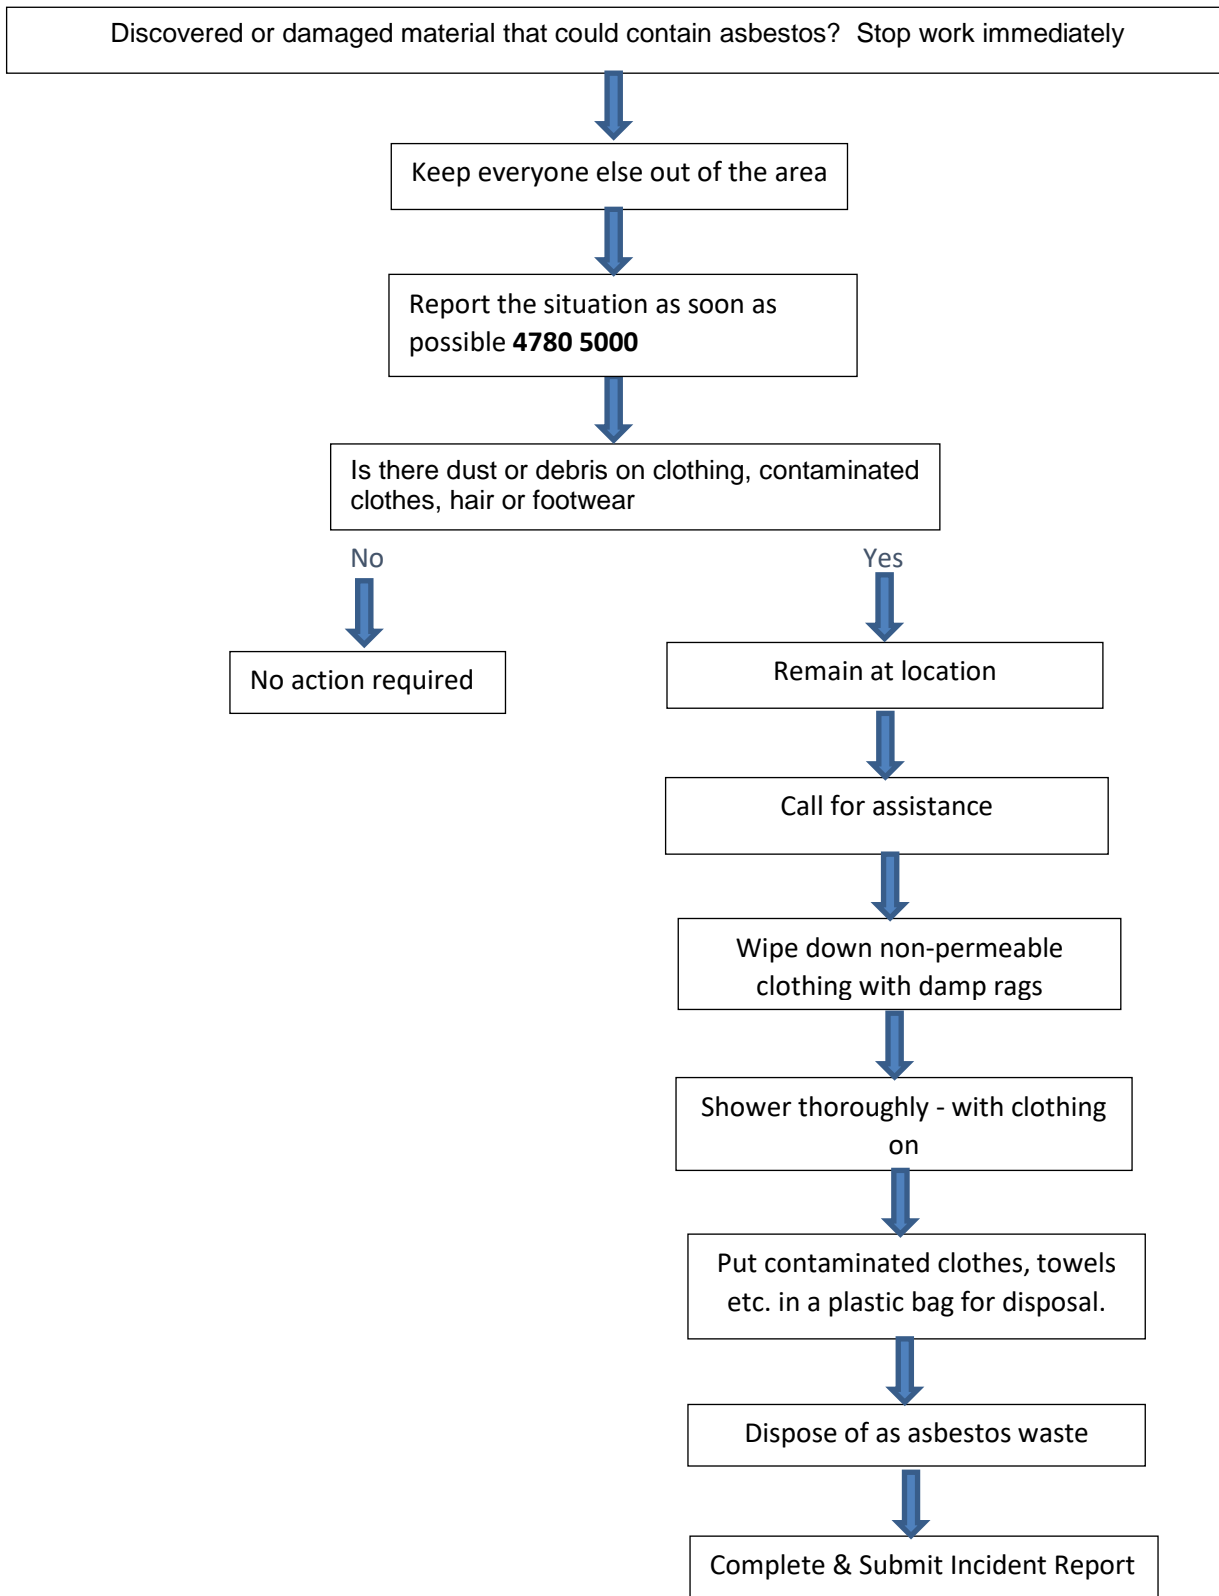 Discovered or damaged material that could contain asbestos?  Stop work immediately
Keep everyone else out of the area
Report the situation as soon as
possible 4780 5000
Is there dust or debris on clothing, contaminated
clothes, hair or footwear
No
Yes
No action required
Remain at location
Call for assistance
Wipe down non-permeable
clothing with damp rags
Shower thoroughly - with clothing
on
Put contaminated clothes, towels
etc. in a plastic bag for disposal.
Dispose of as asbestos waste
Complete & Submit Incident Report